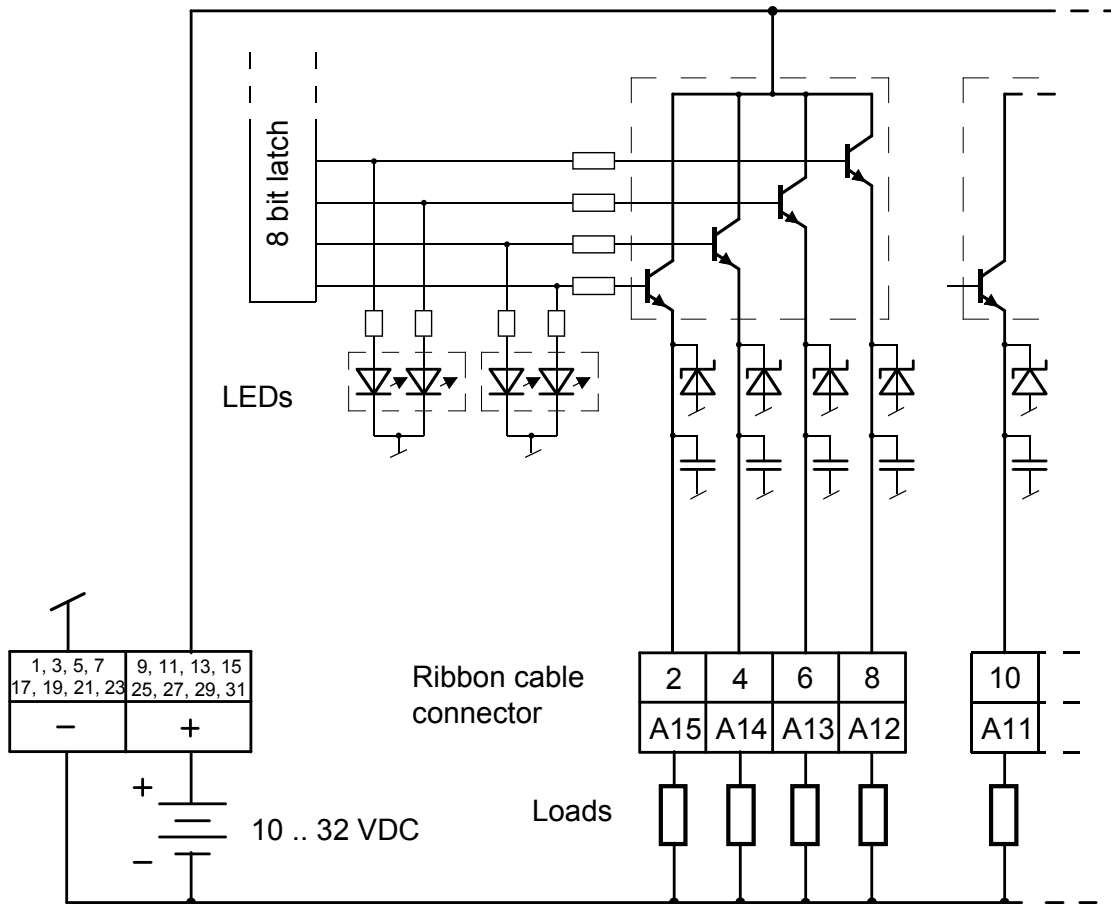 8 bit latch
LEDs
1, 3, 5, 7
17, 19, 21, 23
9, 11, 13, 15
25, 27, 29, 31
−
+
Ribbon cable
connector
2 4 6 8 10
A15 A14 A13 A12 A11
+
−
10 .. 32 VDC
Loads